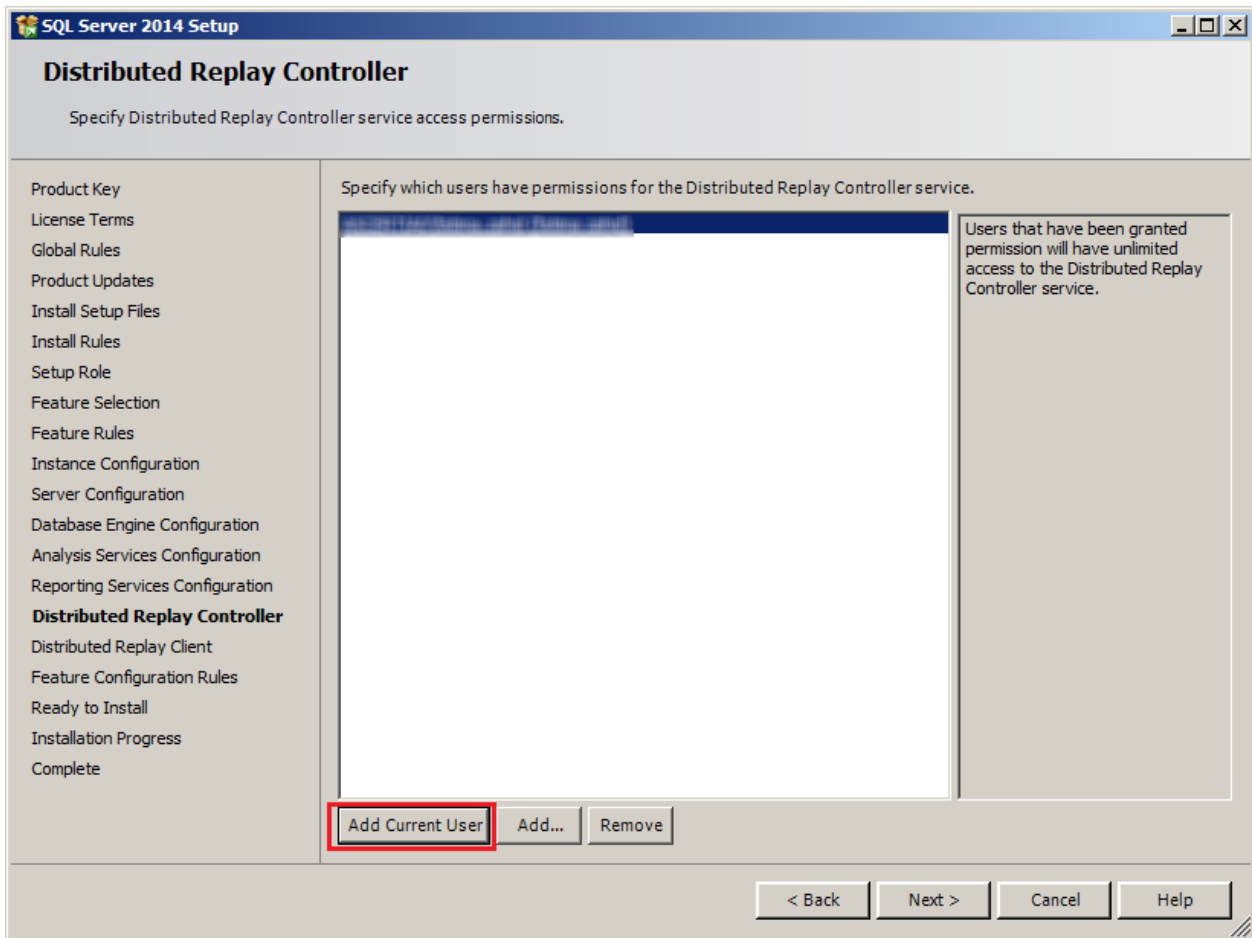 SQL Server 2014 Setup
Distributed Replay Controller
Specify Distributed Replay Controller service access permissions.
Product Key
License Terms
Global Rules
Product Updates
Install Setup Files
Install Rules
Setup Role
Feature Selection
Feature Rules
Instance Configuration
Server Configuration
Database Engine Configuration
Analysis Services Configuration
Reporting Services Configuration
Distributed Replay Controller
Distributed Replay Client
Feature Configuration Rules
Ready to Install
Installation Progress
Complete
Specify which users have permissions for the Distributed Replay Controller service.
Users that have been granted
permission will have unlimited
access to the Distributed Replay
Controller service.
Add Current User Add... Remove
< Back Next > Cancel Help